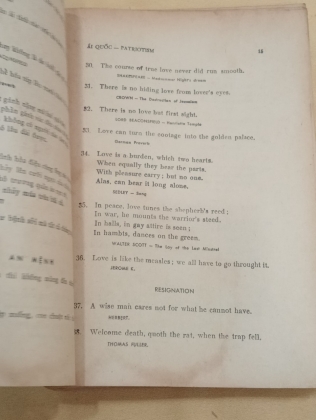 ÁI QUỐC — PATRIOTISM 15
30. The course of true love never did run smooth.
SHAKESPEARE — Midsummer Night's dream
31. There is no hiding love from lover's eyes.
CROWN — The Destruction of Jerusalem
32. There is no love but first sight.
LORD BEACONSFIELD — Henrietta Temple
33. Love can turn the cootage into the golden palace.
German Proverb
34. Love is a burden, which two hearts.
When equally they bear the parts.
With pleasure carry; but no one.
Alas, can bear it long alone.
SEDLEY — Song
35. In peace, love tunes the shepherd's reed;
In war, he mounts the warrior's steed.
In halls, in gay attire is seen;
In hamlets, dances on the green.
WALTER SCOTT — The Lay of the Last Minstrel
36. Love is like the measles; we all have to go throught it.
JEROME K.
RESIGNATION
37. A wise man cares not for what he cannot have.
HERBERT.
38. Welcome death, quoth the rat, when the trap fell.
THOMAS FULLER.